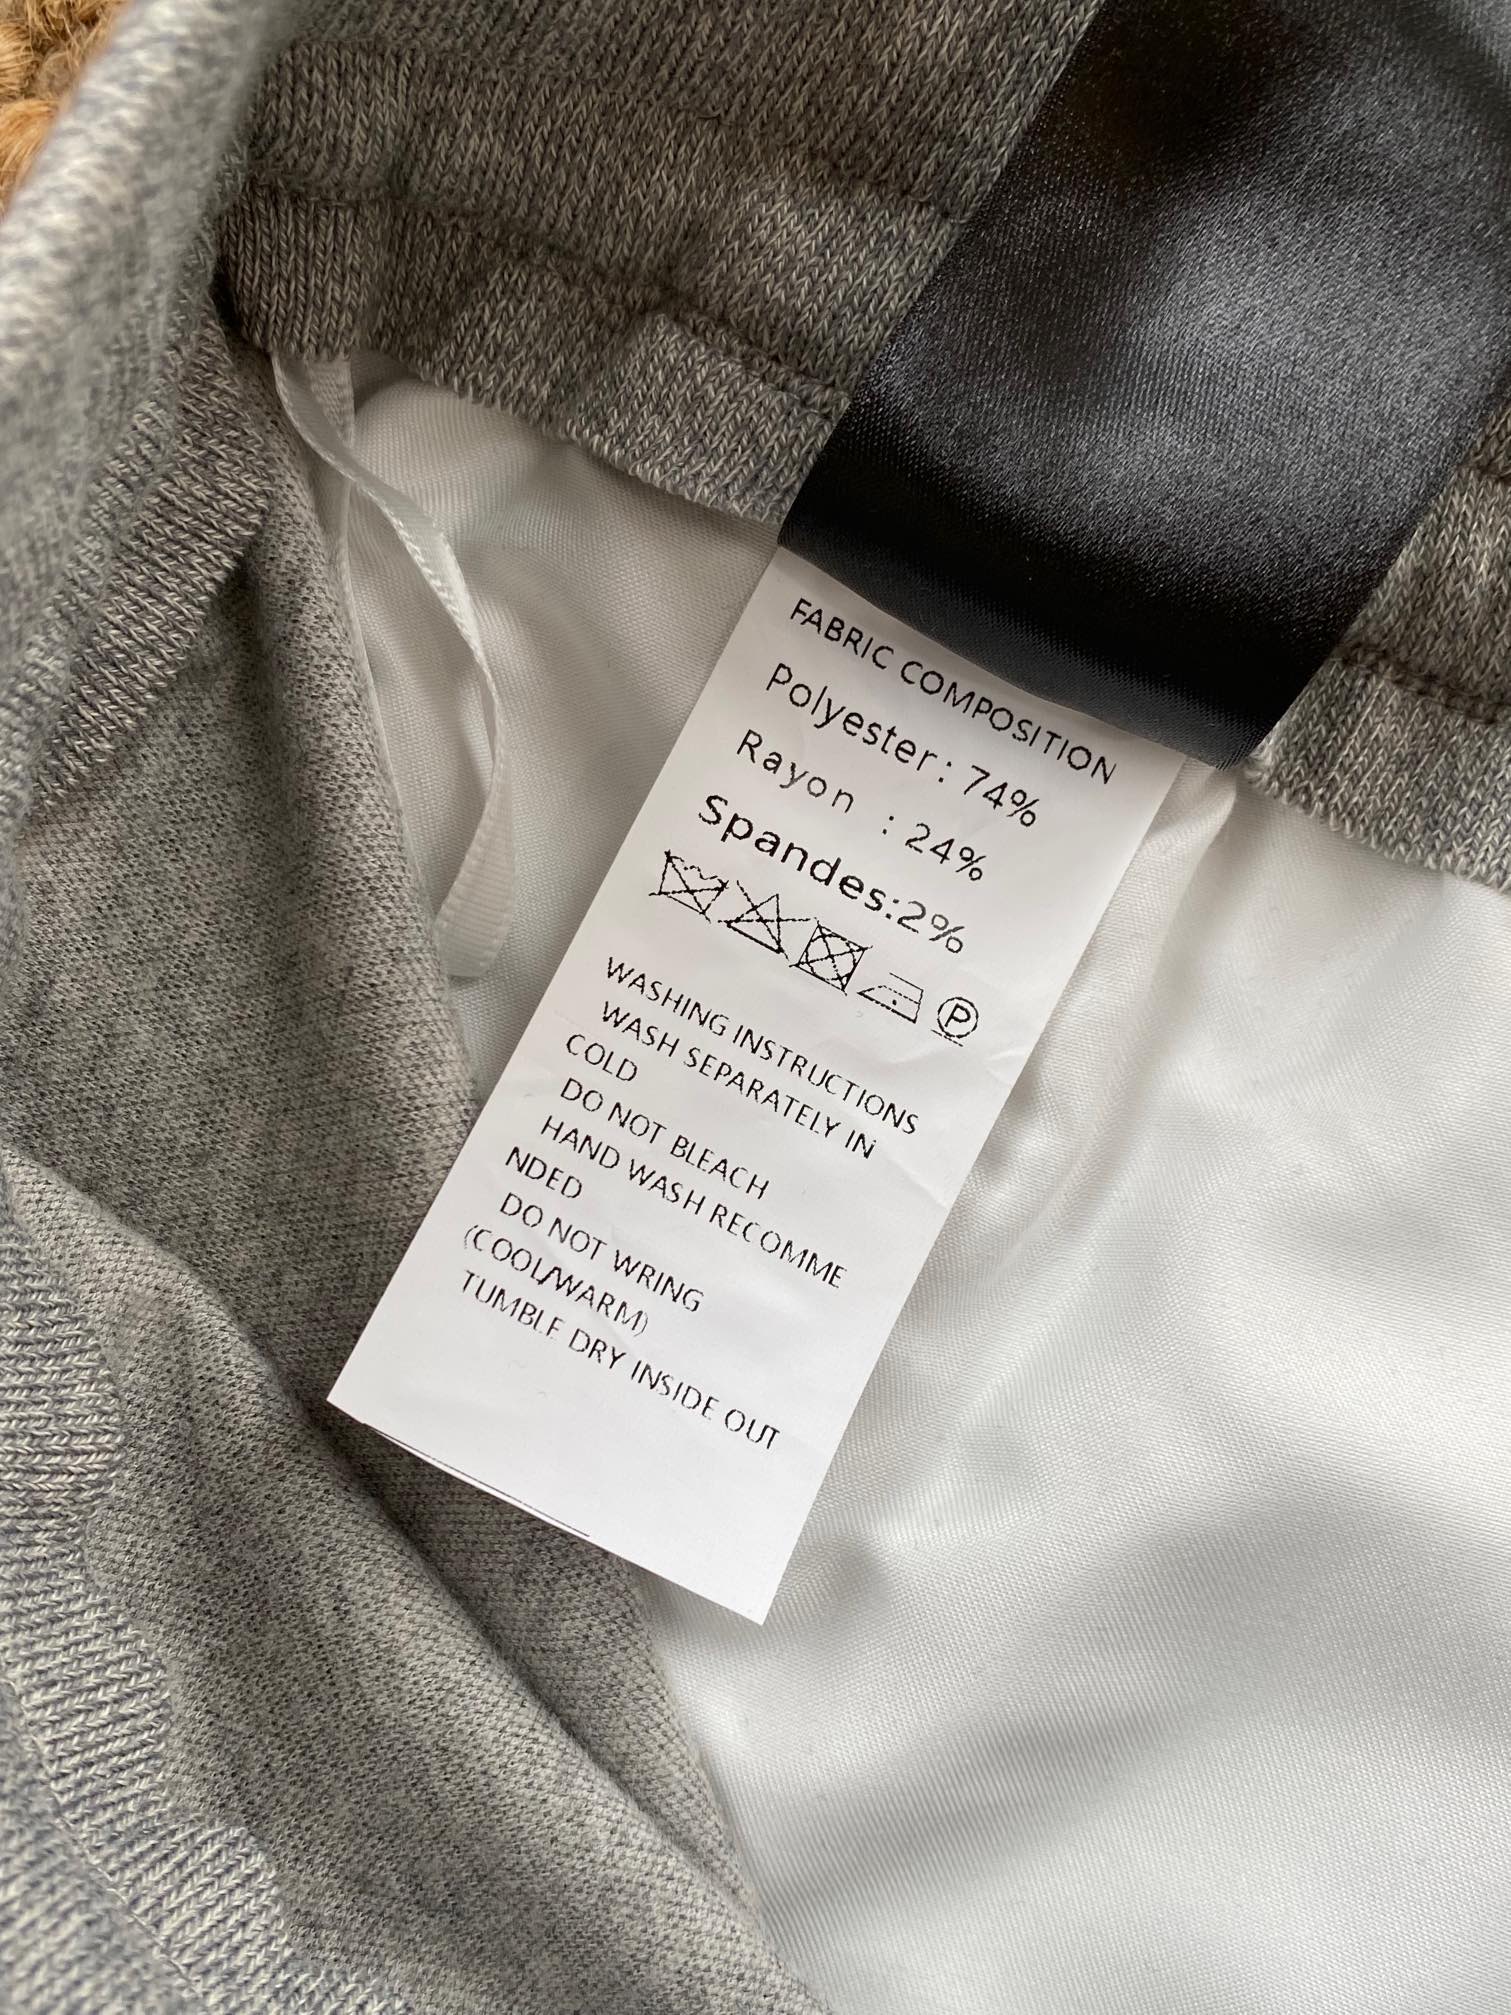 FABRIC COMPOSITION
Polyester: 74%
Rayon : 24%
Spandes:2%
P
WASHING INSTRUCTIONS
WASH SEPARATELY IN
COLD
DO NOT BLEACH
HAND WASH RECOMME
NDED
DO NOT WRING
(COOL/WARM)
TUMBLE DRY INSIDE OUT